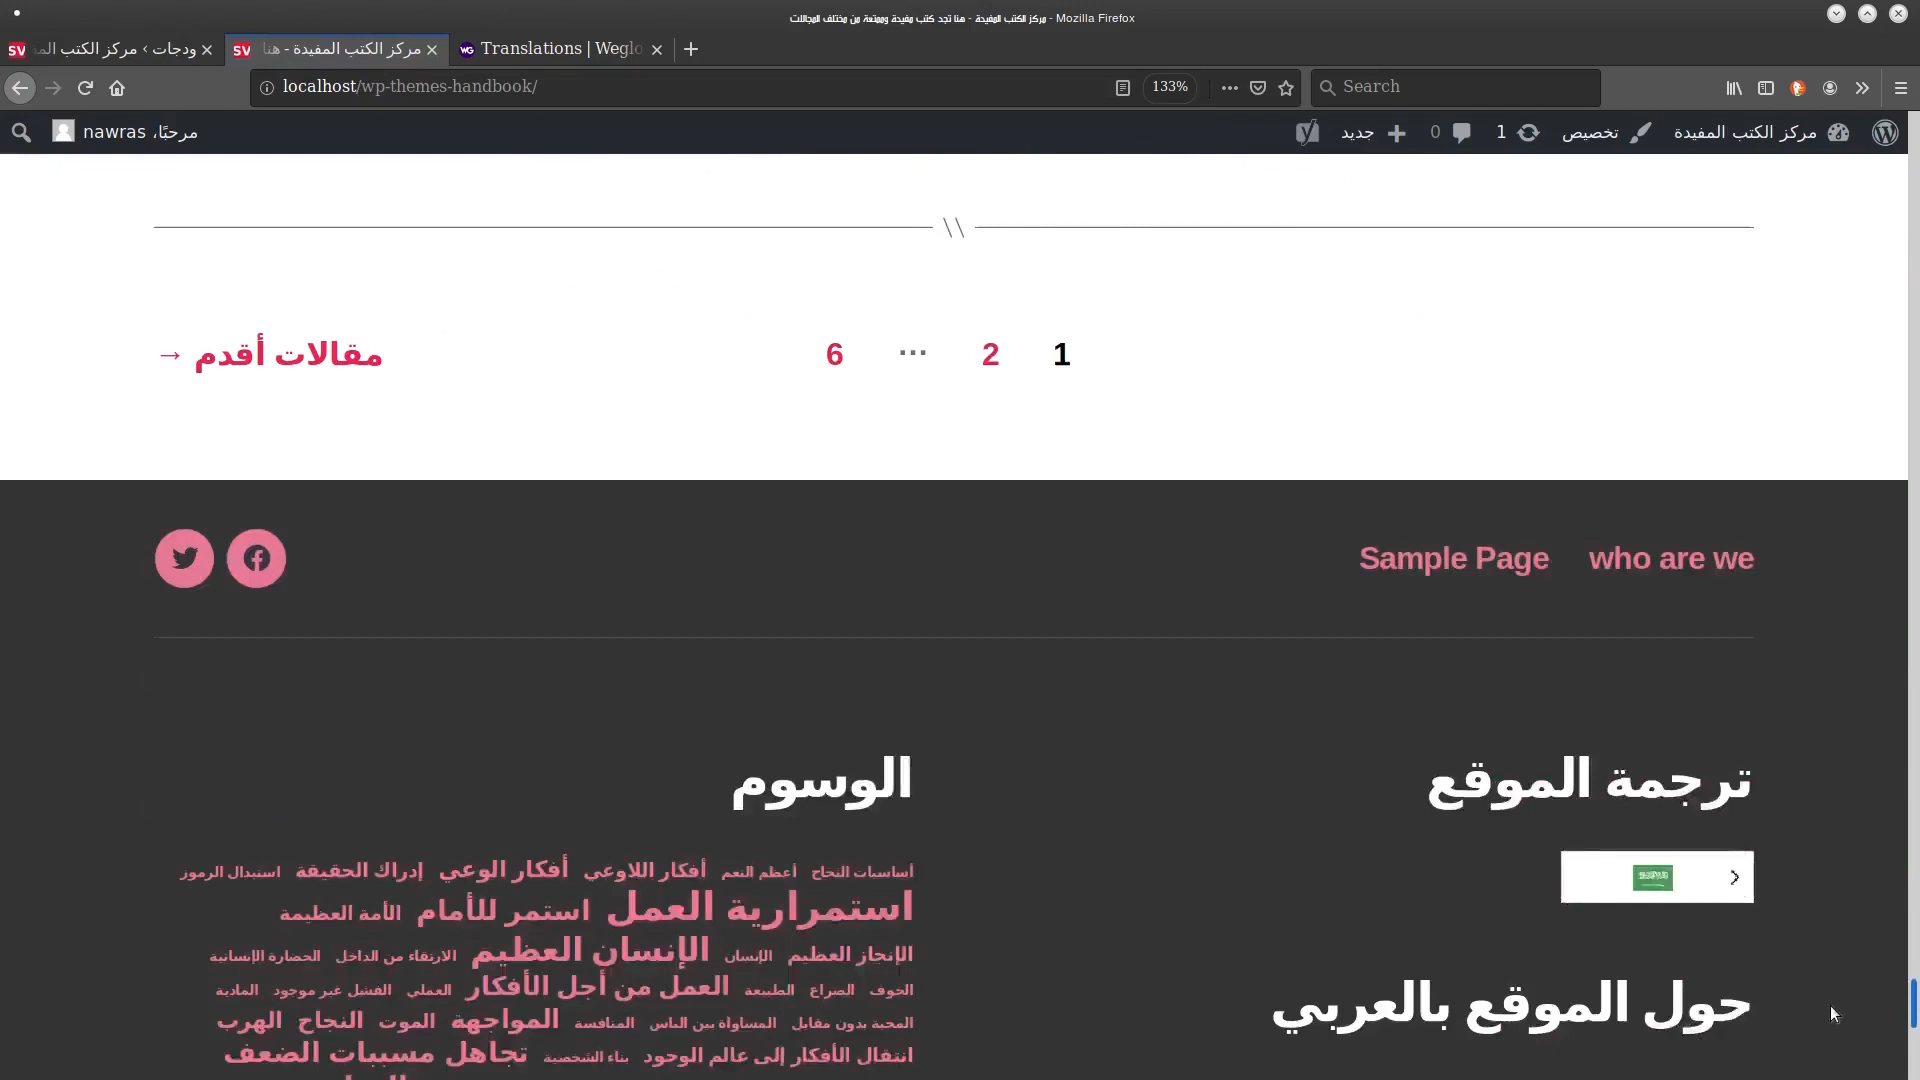 مركز الكتب المفيدة - هنا تجد كتب مفيدة وممتعة من مختلف المجالات - Mozilla Firefox
ودجات ‹ مركز الكتب المف
مركز الكتب المفيدة - هنا
Translations | Weglo
localhost/wp-themes-handbook/
133%
Search
مركز الكتب المفيدة
تخصيص
1
0
جديد
مرحبًا، nawras
\\
1 2 … 6
مقالات أقدم →
who are we
Sample Page
ترجمة الموقع
حول الموقع بالعربي
الوسوم
أساسيات النجاح أعظم النعم أفكار اللاوعي أفكار الوعي إدراك الحقيقة استبدال الرموز
استمرارية العمل استمر للأمام الأمة العظيمة
الإنجاز العظيم الإنسان الإنسان العظيم الارتقاء من الداخل الحضارة الإنسانية
الخوف الصراع الطبيعة العمل من أجل الأفكار العملي الفشل غير موجود المادية
المحبة بدون مقابل المساواة بين الناس المنافسة المواجهة الموت النجاح الهرب
انتقال الأفكار إلى عالم الوجود بناء الشخصية تجاهل مسببات الضعف